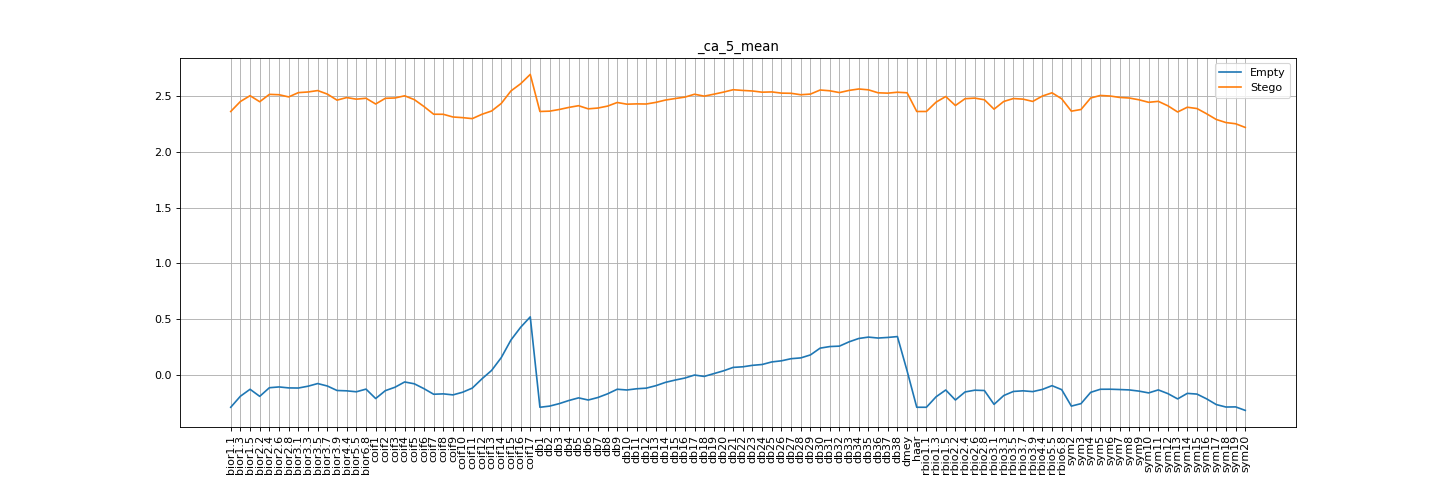 _ca_5_mean
Empty
Stego
2.5
2.0
1.5
1.0
0.5
0.0
bior1.1
bior1.3
bior1.5
bior2.2
bior2.4
bior2.6
bior2.8
bior3.1
bior3.3
bior3.5
bior3.7
bior3.9
bior4.4
bior5.5
bior6.8
coif1
coif2
coif3
coif4
coif5
coif6
coif7
coif8
coif9
coif10
coif11
coif12
coif13
coif14
coif15
coif16
coif17
db1
db2
db3
db4
db5
db6
db7
db8
db9
db10
db11
db12
db13
db14
db15
db16
db17
db18
db19
db20
db21
db22
db23
db24
db25
db26
db27
db28
db29
db30
db31
db32
db33
db34
db35
db36
db37
db38
dmey
haar
rbio1.1
rbio1.3
rbio1.5
rbio2.2
rbio2.4
rbio2.6
rbio2.8
rbio3.1
rbio3.3
rbio3.5
rbio3.7
rbio3.9
rbio4.4
rbio5.5
rbio6.8
sym2
sym3
sym4
sym5
sym6
sym7
sym8
sym9
sym10
sym11
sym12
sym13
sym14
sym15
sym16
sym17
sym18
sym19
sym20